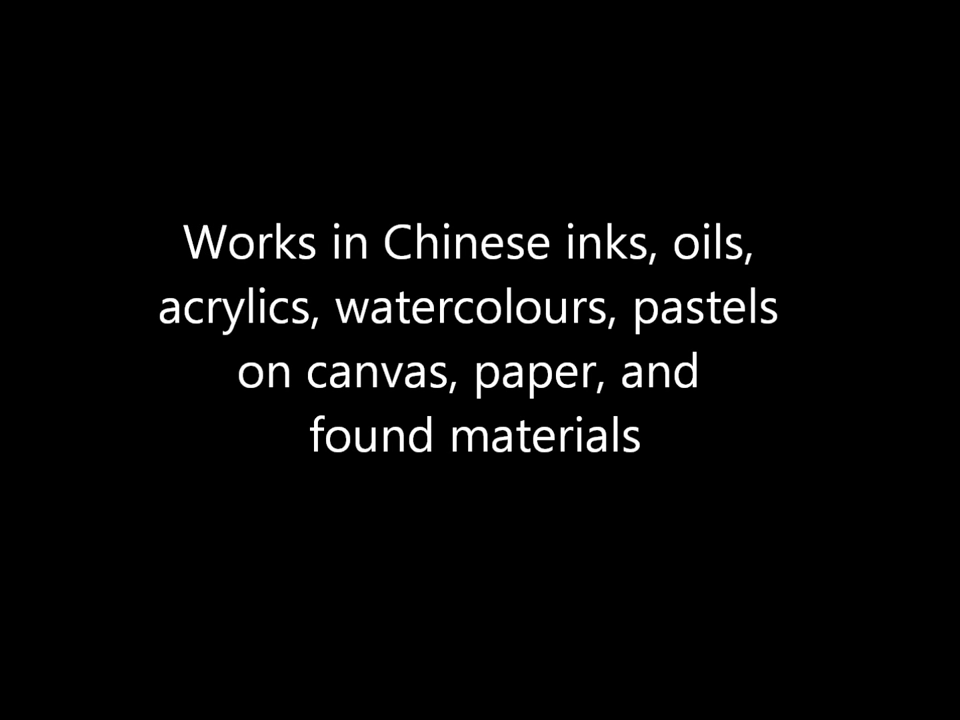 Works in Chinese inks, oils,
acrylics, watercolours, pastels
on canvas, paper, and
found materials